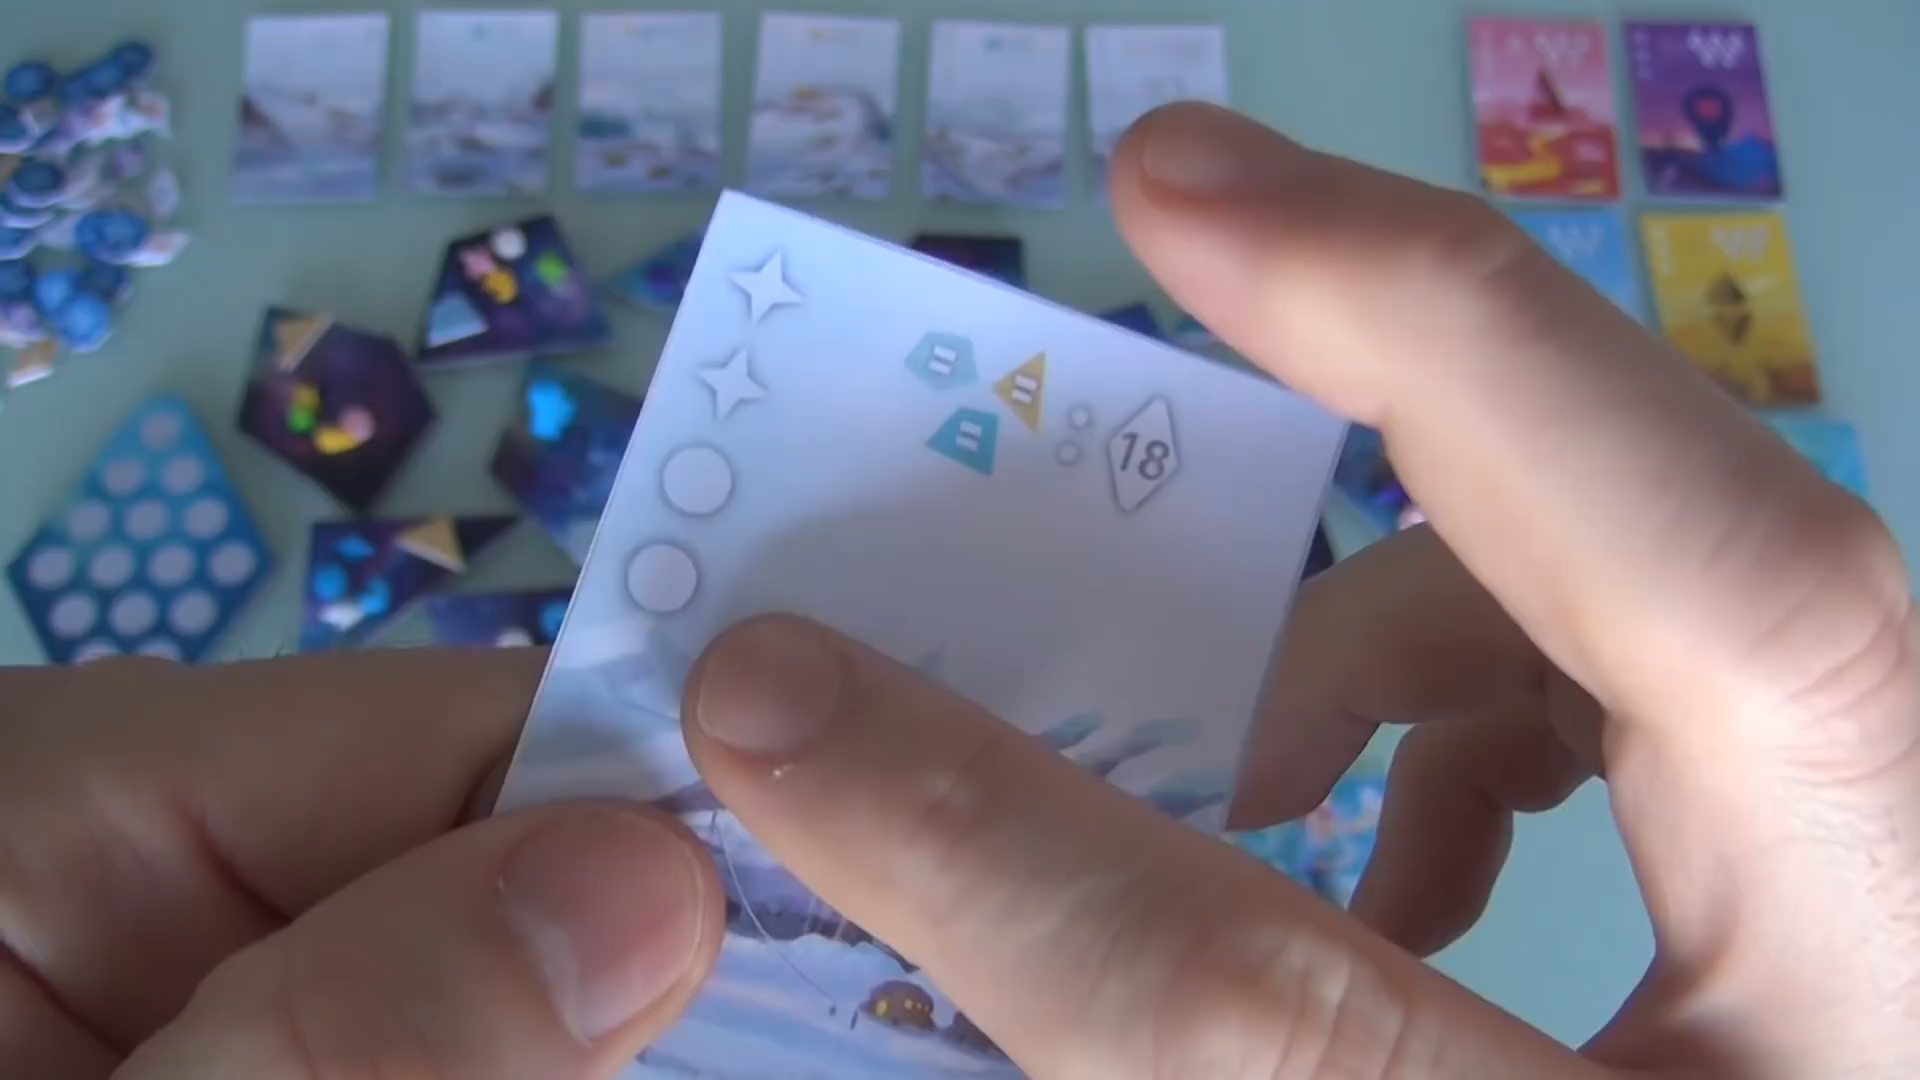 = = =
18